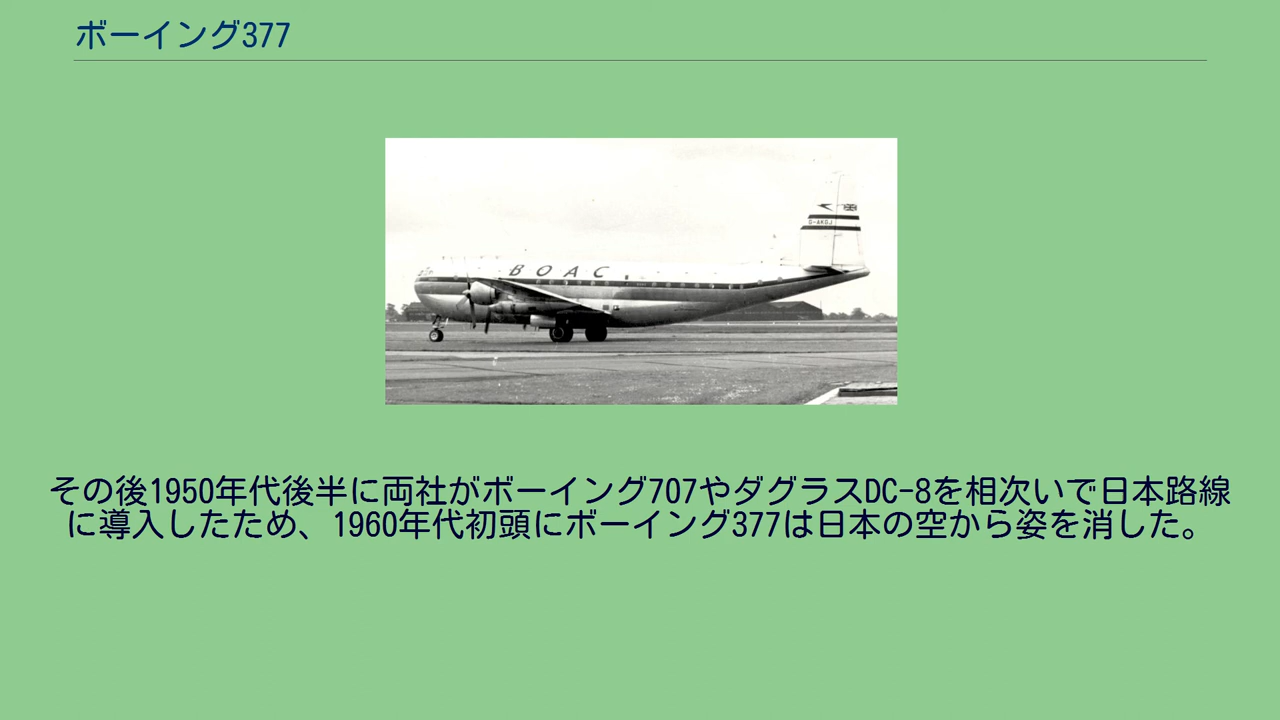 ボーイング377
BOAC
G-AKGJ
その後1950年代後半に両社がボーイング707やダグラスDC-8を相次いで日本路線
に導入したため、1960年代初頭にボーイング377は日本の空から姿を消した。